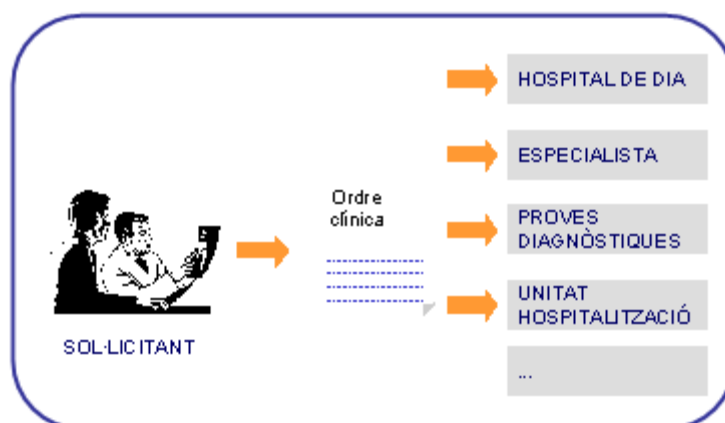 HOSPITAL DE DIA
ESPECIALISTA
Ordre
clínica
PROVES
DIAGNÒSTIQUES
UNITAT
HOSPITALITZACIÓ
SOL·LICITANT
...